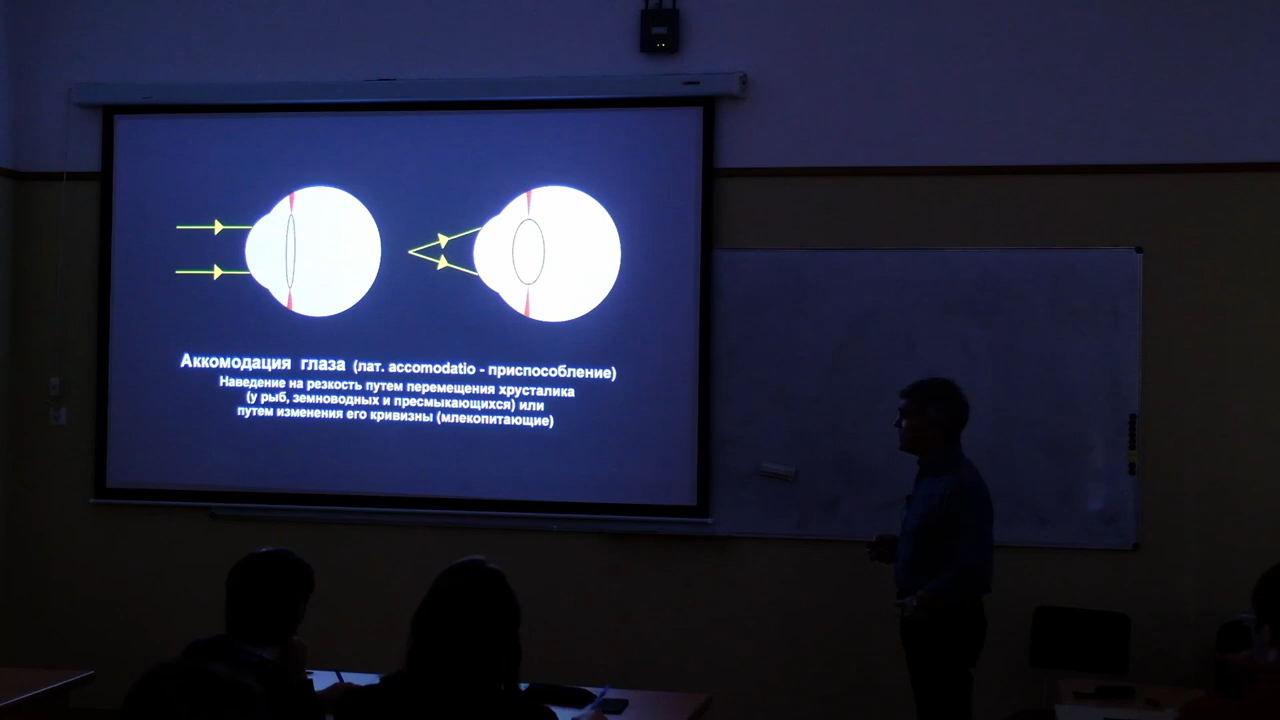 Аккомодация глаза (лат. accomodatio - приспособление)
Наведение на резкость путем перемещения хрусталика
(у рыб, земноводных и пресмыкающихся) или
путем изменения его кривизны (млекопитающие)